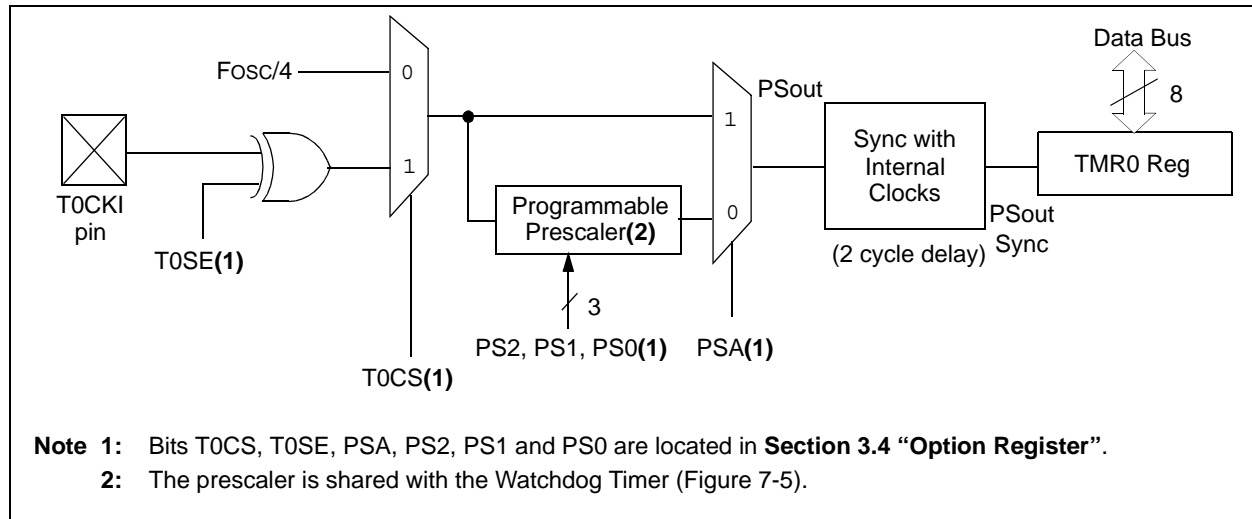 Data Bus
8
FOSC/4
0
1
T0CKI
pin
T0SE(1)
T0CS(1)
Programmable
Prescaler(2)
3
PS2, PS1, PS0(1)
PSout
1
0
PSA(1)
Sync with
Internal
Clocks
(2 cycle delay)
PSout
Sync
TMR0 Reg
Note 1: Bits T0CS, T0SE, PSA, PS2, PS1 and PS0 are located in Section 3.4 “Option Register”.
2: The prescaler is shared with the Watchdog Timer (Figure 7-5).